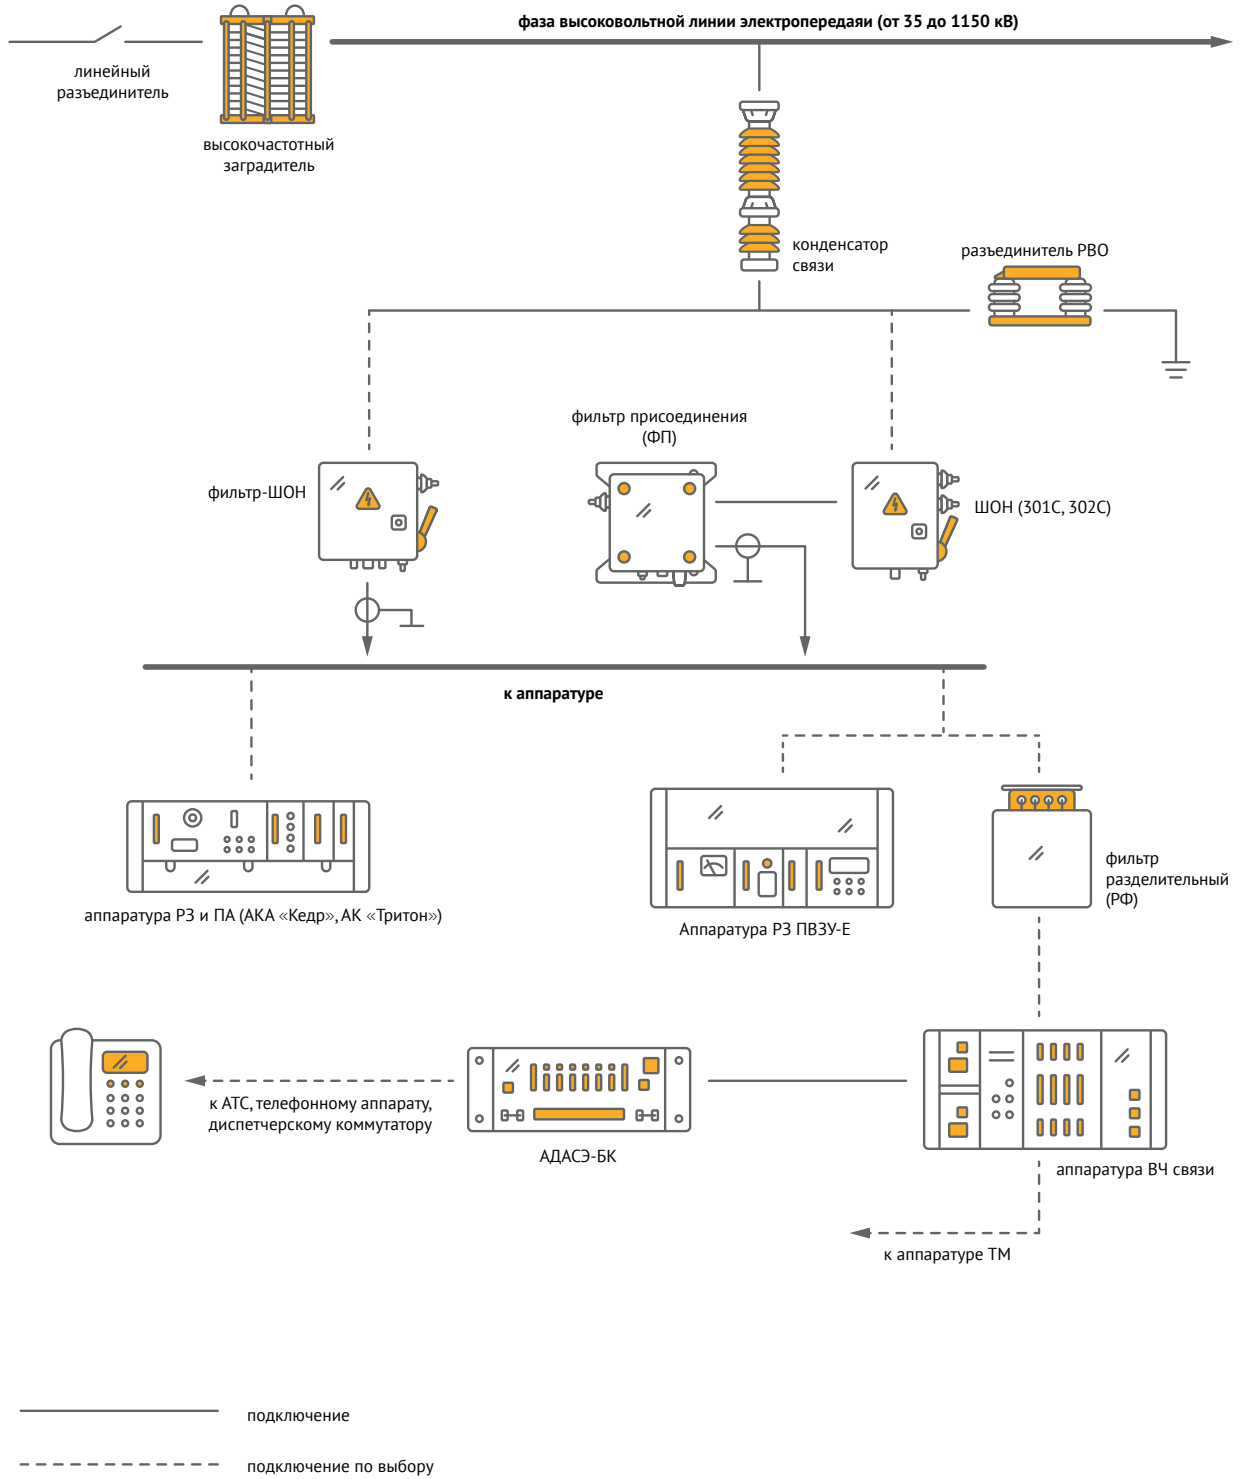 фаза высоковольтной линии электропередаяи (от 35 до 1150 кВ)
линейный
разъединитель
высокочастотный
заградитель
конденсатор
связи
разъединитель РВО
фильтр присоединения
(ФП)
фильтр-ШОН
ШОН (301С, 302С)
к аппаратуре
аппаратура РЗ и ПА (АКА «Кедр», АК «Тритон»)
Аппаратура РЗ ПВЗУ-Е
фильтр
разделительный
(РФ)
к АТС, телефонному аппарату,
диспетчерскому коммутатору
АДАСЭ-БК
аппаратура ВЧ связи
к аппаратуре ТМ
подключение
подключение по выбору